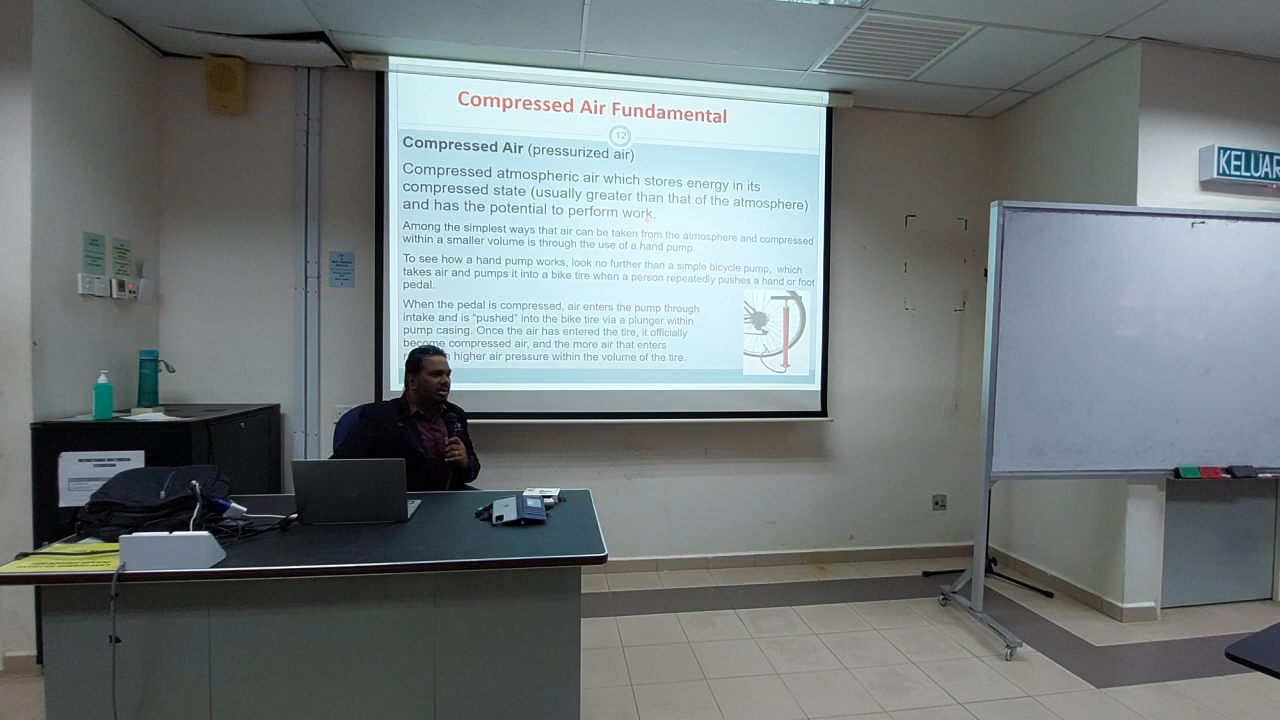 Compressed Air Fundamental
12
Compressed Air (pressurized air)
Compressed atmospheric air which stores energy in its
compressed state (usually greater than that of the atmosphere)
and has the potential to perform work.
Among the simplest ways that air can be taken from the atmosphere and compressed
within a smaller volume is through the use of a hand pump.
To see how a hand pump works, look no further than a simple bicycle pump, which
takes air and pumps it into a bike tire when a person repeatedly pushes a hand or foot
pedal.
When the pedal is compressed, air enters the pump through
intake and is “pushed” into the bike tire via a plunger within
pump casing. Once the air has entered the tire, it officially
become compressed air, and the more air that enters
higher air pressure within the volume of the tire.
KELUAR